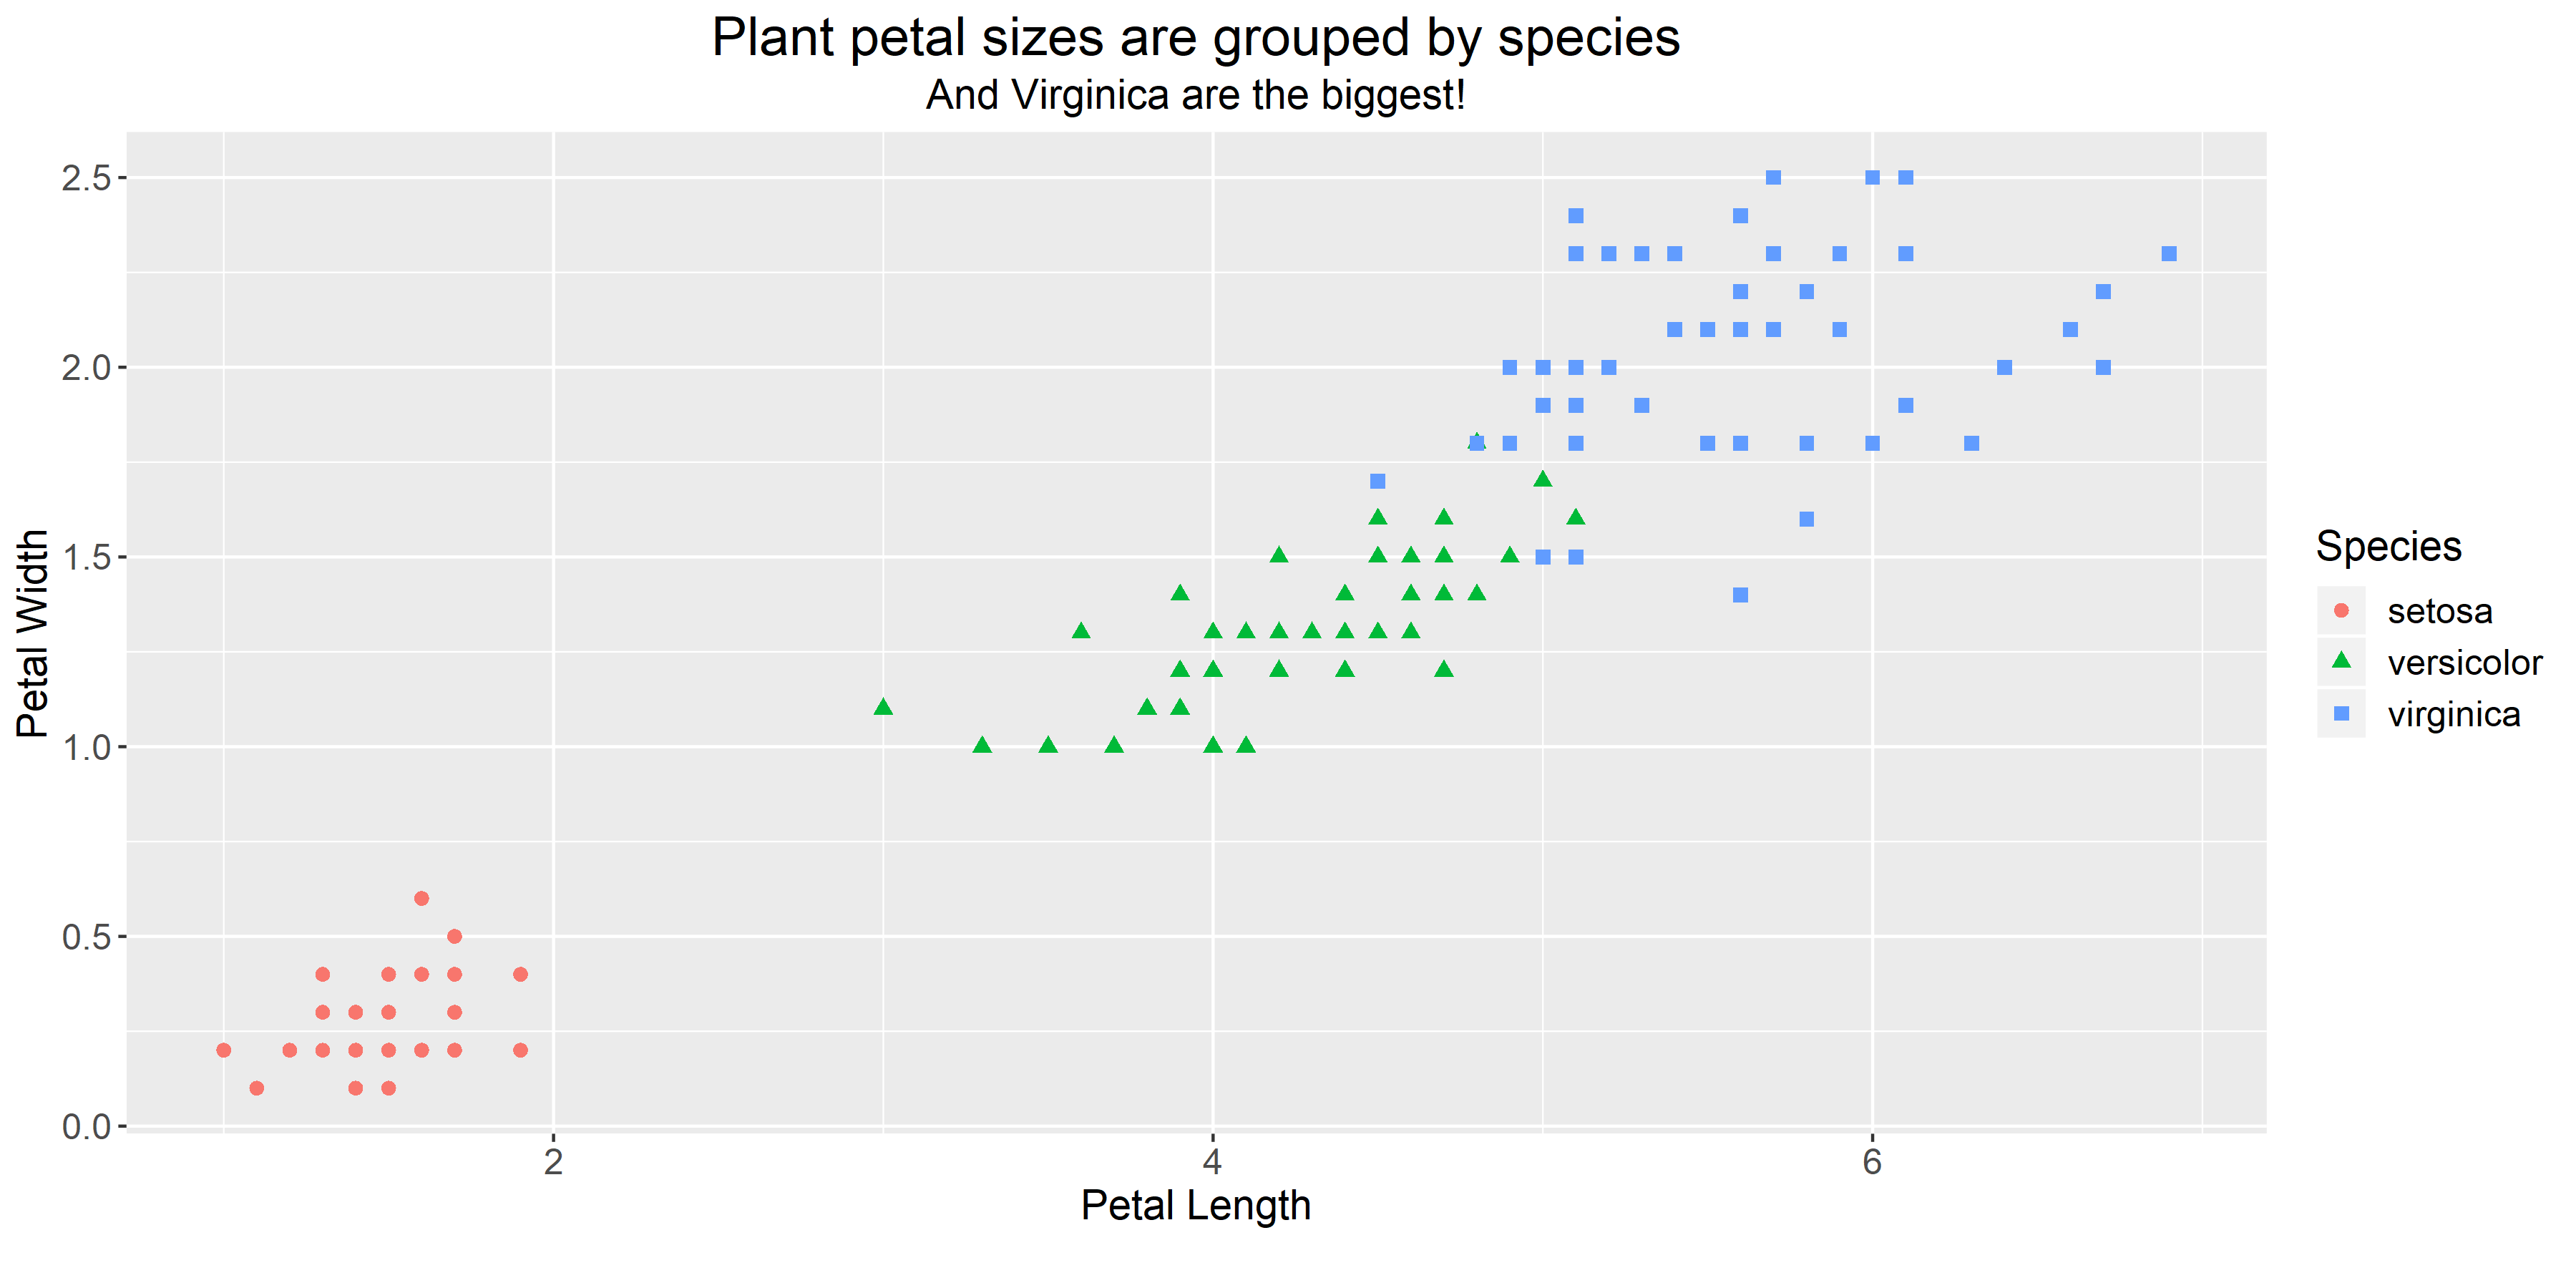 Plant petal sizes are grouped by species
And Virginica are the biggest!
2.5
2.0
1.5
1.0
0.5
0.0
Petal Width
2 4 6
Petal Length
Species
setosa
versicolor
virginica